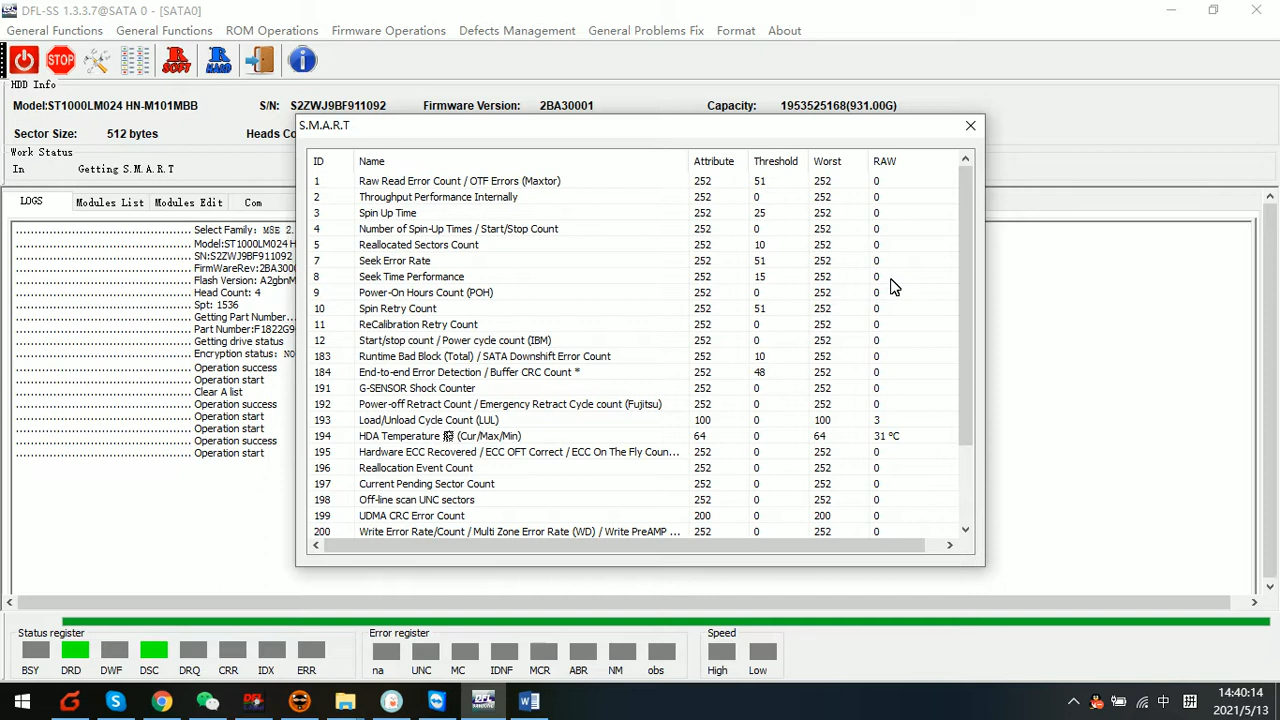 DFL-SS 1.3.3.7@SATA 0 - [SATA0]
General Functions General Functions ROM Operations Firmware Operations Defects Management General Problems Fix Format About
STOP R SOFT R HARD
HDD Info
Model:ST1000LM024 HN-M101MBB S/N: S2ZWJ9BF911092 Firmware Version: 2BA30001 Capacity: 1953525168(931.00G)
Sector Size: 512 bytes Heads Co
Work Status
In Getting S.M.A.R.T
LOGS Modules List Modules Edit Com
.............................................. Select Family: MSE 2.
.............................................. Model:ST1000LM024 H
.............................................. SN:S2ZWJ9BF911092
.............................................. FirmWareRev:2BA3000
.............................................. Flash Version: A2gbnM
.............................................. Head Count: 4
.............................................. Spt: 1536
.............................................. Getting Part Number...
.............................................. Part Number:F1822G9
.............................................. Getting drive status
.............................................. Encryption status: NO
.............................................. Operation success
.............................................. Operation start
.............................................. Clear A list
.............................................. Operation success
.............................................. Operation start
.............................................. Operation start
.............................................. Operation success
.............................................. Operation start
S.M.A.R.T
ID Name Attribute Threshold Worst RAW
1 Raw Read Error Count / OTF Errors (Maxtor) 252 51 252 0
2 Throughput Performance Internally 252 0 252 0
3 Spin Up Time 252 25 252 0
4 Number of Spin-Up Times / Start/Stop Count 252 0 252 0
5 Reallocated Sectors Count 252 10 252 0
7 Seek Error Rate 252 51 252 0
8 Seek Time Performance 252 15 252 0
9 Power-On Hours Count (POH) 252 0 252 0
10 Spin Retry Count 252 51 252 0
11 ReCalibration Retry Count 252 0 252 0
12 Start/stop count / Power cycle count (IBM) 252 0 252 0
183 Runtime Bad Block (Total) / SATA Downshift Error Count 252 10 252 0
184 End-to-end Error Detection / Buffer CRC Count * 252 48 252 0
191 G-SENSOR Shock Counter 252 0 252 0
192 Power-off Retract Count / Emergency Retract Cycle count (Fujitsu) 252 0 252 0
193 Load/Unload Cycle Count (LUL) 100 0 100 3
194 HDA Temperature (Cur/Max/Min) 64 0 64 31 °C
195 Hardware ECC Recovered / ECC OFT Correct / ECC On The Fly Coun... 252 0 252 0
196 Reallocation Event Count 252 0 252 0
197 Current Pending Sector Count 252 0 252 0
198 Off-line scan UNC sectors 252 0 252 0
199 UDMA CRC Error Count 200 0 200 0
200 Write Error Rate/Count / Multi Zone Error Rate (WD) / Write PreAMP ... 252 0 252 0
Status register Error register Speed
BSY DRD DWF DSC DRQ CRR IDX ERR na UNC MC IDNF MCR ABR NM obs High Low
中 拼 14:40:14
2021/5/13